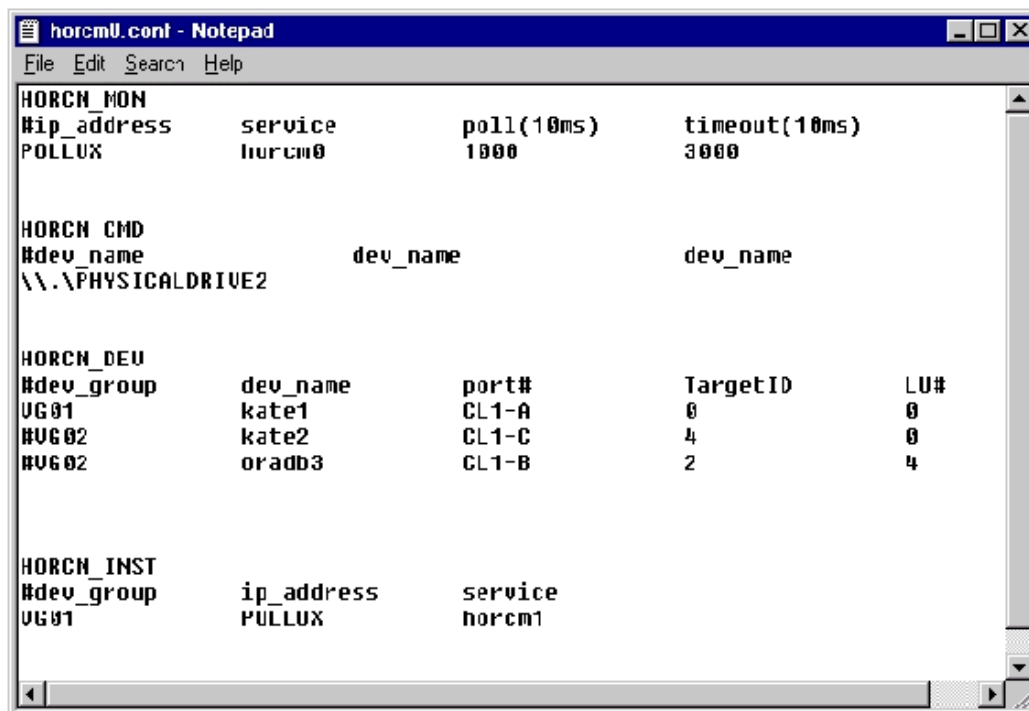 horcm0.conf - Notepad
File Edit Search Help
HORCM_MON
#ip_address service poll(10ms) timeout(10ms)
POLLUX horcm0 1000 3000
HORCM CMD
#dev_name dev_name dev_name
\\.\PHYSICALDRIVE2
HORCM_DEV
#dev_group dev_name port# TargetID LU#
VG01 kate1 CL1-A 0 0
#VG02 kate2 CL1-C 4 0
#VG02 oradb3 CL1-B 2 4
HORCM_INST
#dev_group ip_address service
VG01 POLLUX horcm1